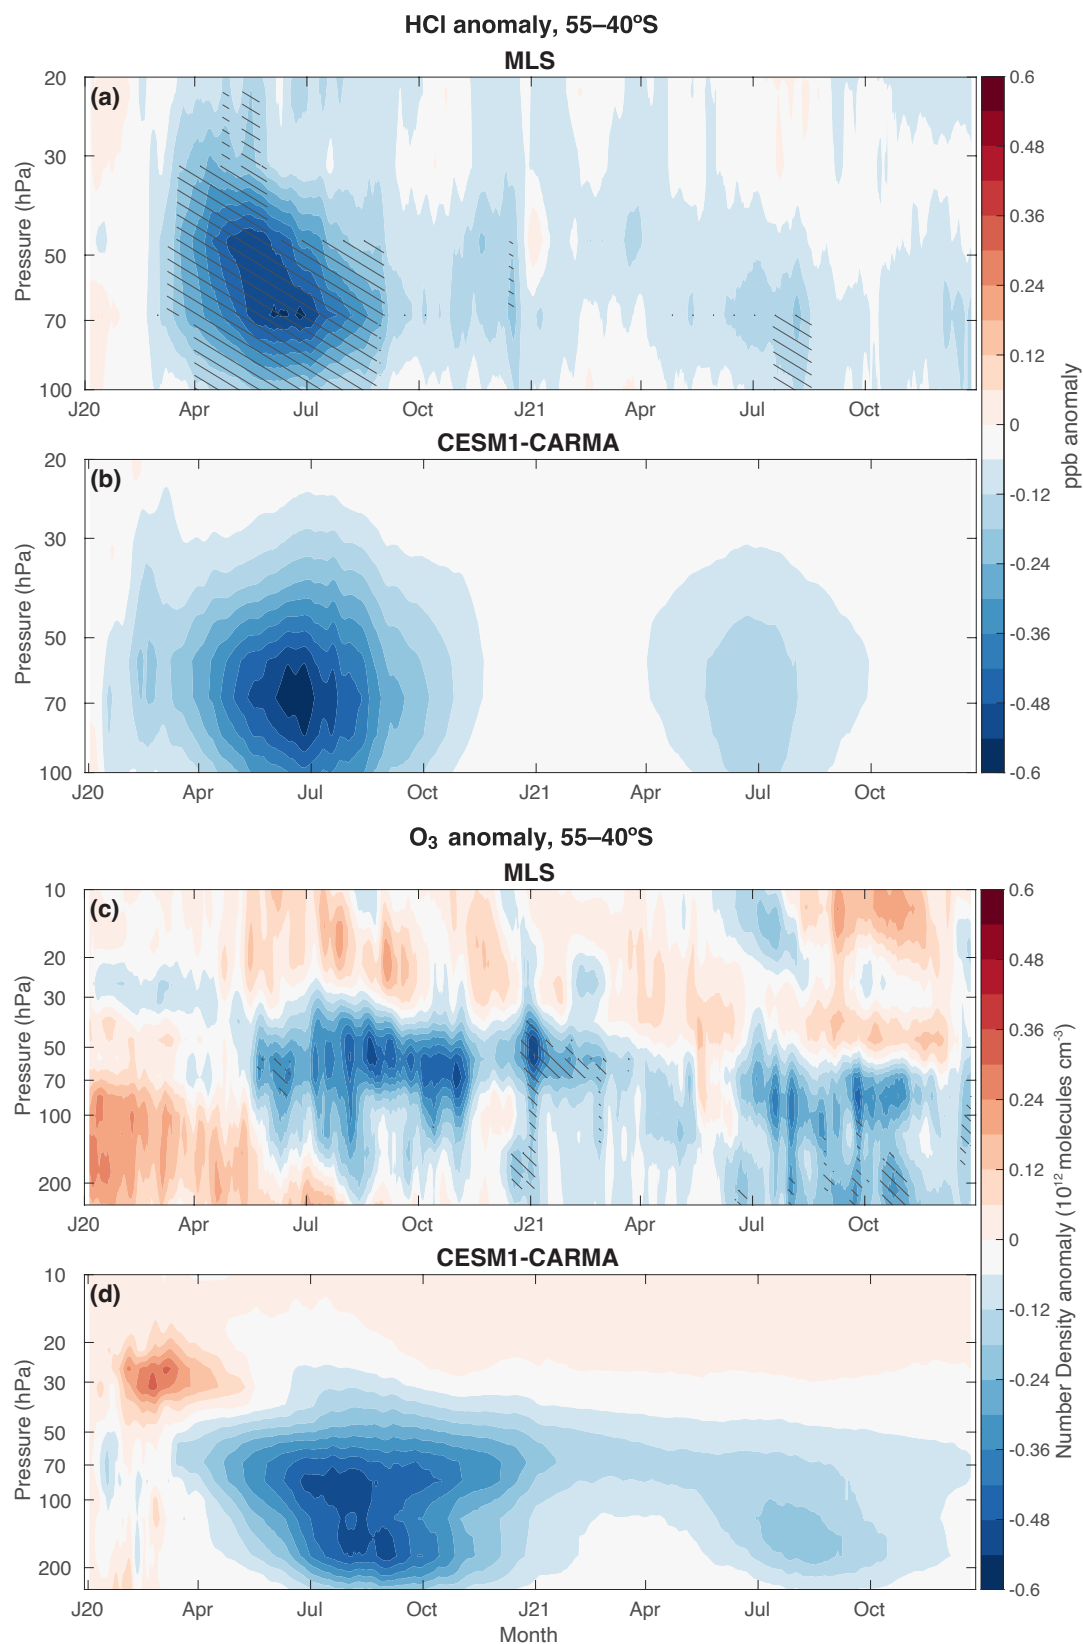 HCl anomaly, 55–40ºS
MLS
(a)
20
30
50
70
100
Pressure (hPa)
J20 Apr Jul Oct J21 Apr Jul Oct
CESM1-CARMA
(b)
20
30
50
70
100
Pressure (hPa)
J20 Apr Jul Oct J21 Apr Jul Oct
0.6
0.48
0.36
0.24
0.12
0
-0.12
-0.24
-0.36
-0.48
-0.6
ppb anomaly
O₃ anomaly, 55–40ºS
MLS
(c)
10
20
30
50
70
100
200
Pressure (hPa)
J20 Apr Jul Oct J21 Apr Jul Oct
CESM1-CARMA
(d)
10
20
30
50
70
100
200
Pressure (hPa)
J20 Apr Jul Oct J21 Apr Jul Oct
Month
0.6
0.48
0.36
0.24
0.12
0
-0.12
-0.24
-0.36
-0.48
-0.6
Number Density anomaly (10¹² molecules cm⁻³)